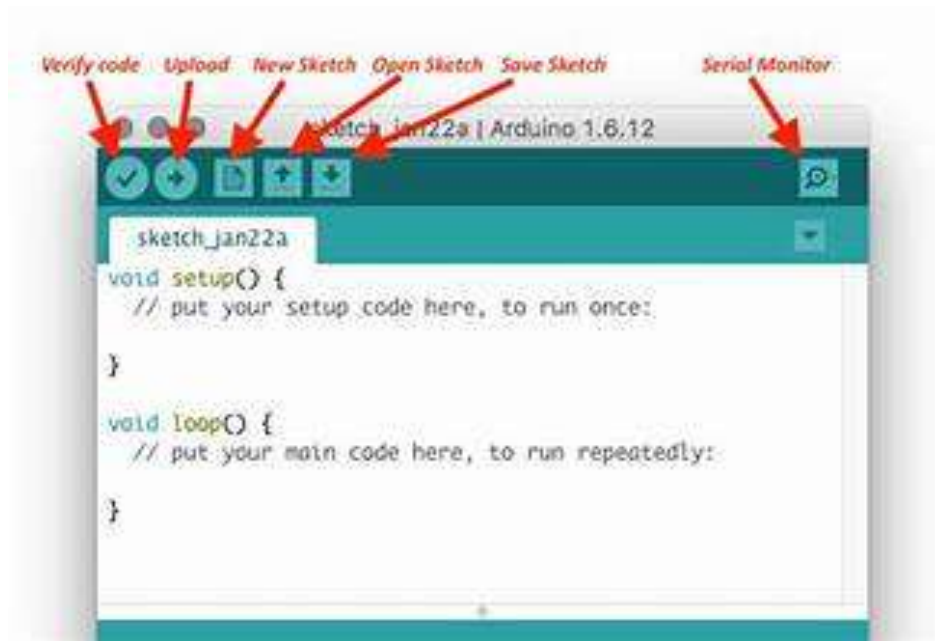 Verify code Upload New Sketch Open Sketch Save Sketch Serial Monitor
sketch_jan22a | Arduino 1.6.12
sketch_jan22a
void setup() {
// put your setup code here, to run once:
}
void loop() {
// put your main code here, to run repeatedly:
}